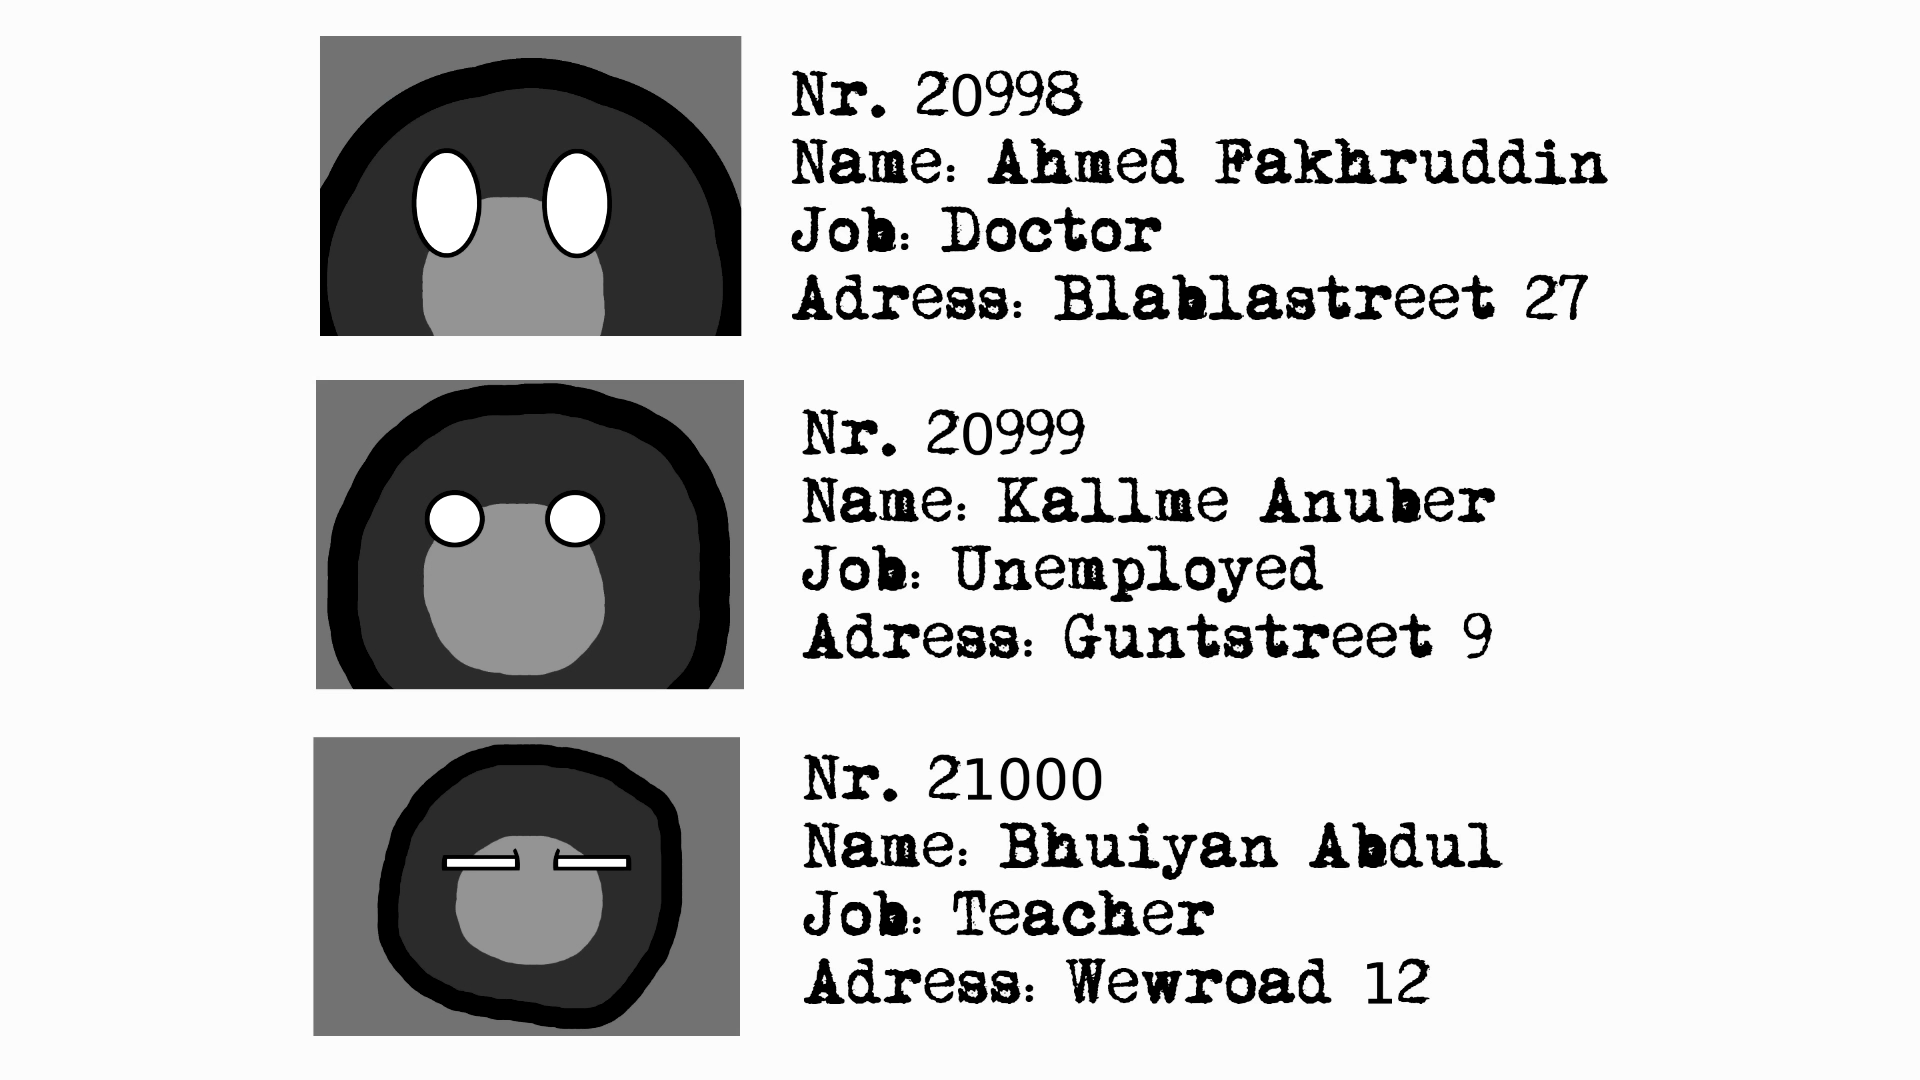 Nr. 20998
Name: Ahmed Fakhruddin
Job: Doctor
Adress: Blablastreet 27
Nr. 20999
Name: Kallme Anuber
Job: Unemployed
Adress: Guntstreet 9
Nr. 21000
Name: Bhuiyan Abdul
Job: Teacher
Adress: Wewroad 12